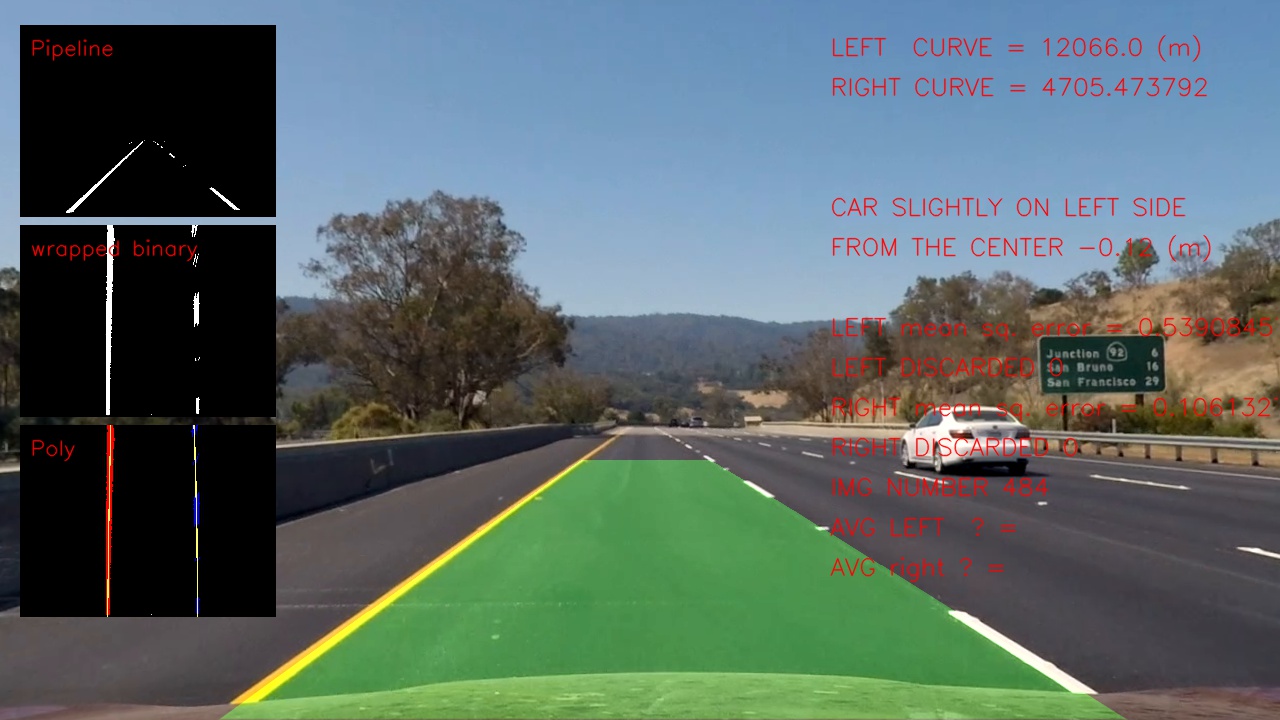 Pipeline
wrapped binary
Poly
LEFT CURVE = 12066.0 (m)
RIGHT CURVE = 4705.473792
CAR SLIGHTLY ON LEFT SIDE
FROM THE CENTER -0.12 (m)
LEFT mean sq. error = 0.5390845
LEFT DISCARDED 0
RIGHT mean sq. error = 0.106132
RIGHT DISCARDED 0
IMG NUMBER 484
AVG LEFT ? =
AVG right ? =
Junction 92 6
San Bruno 16
San Francisco 29